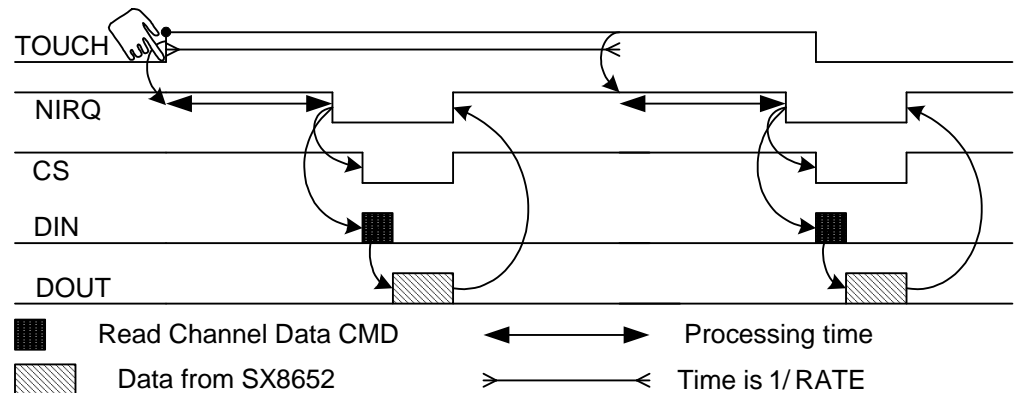 TOUCH
NIRQ
CS
DIN
DOUT
Read Channel Data CMD
Processing time
Data from SX8652
Time is 1/ RATE